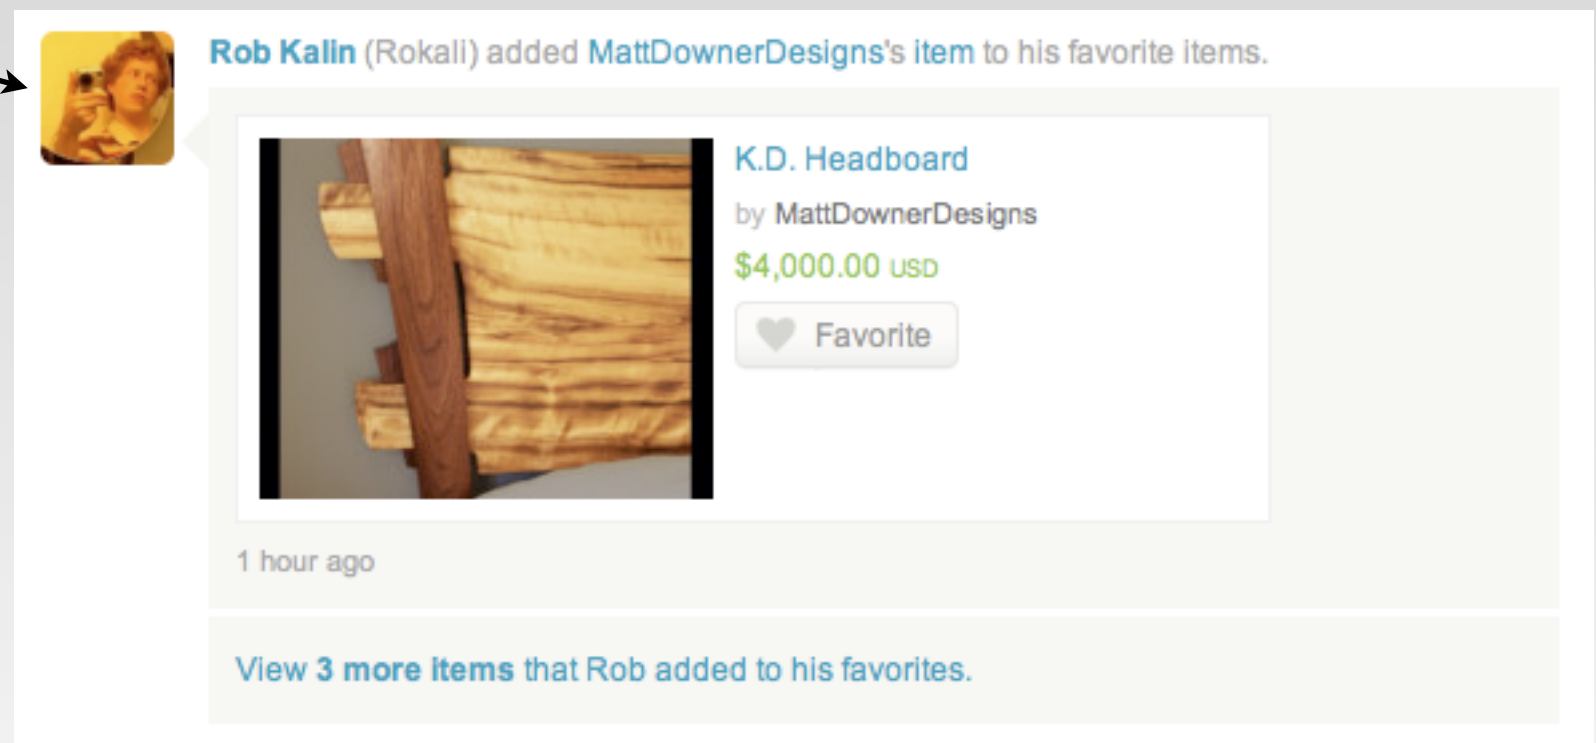 Rob Kalin (Rokali) added MattDownerDesigns's item to his favorite items.
K.D. Headboard
by MattDownerDesigns
$4,000.00 USD
Favorite
1 hour ago
View 3 more items that Rob added to his favorites.